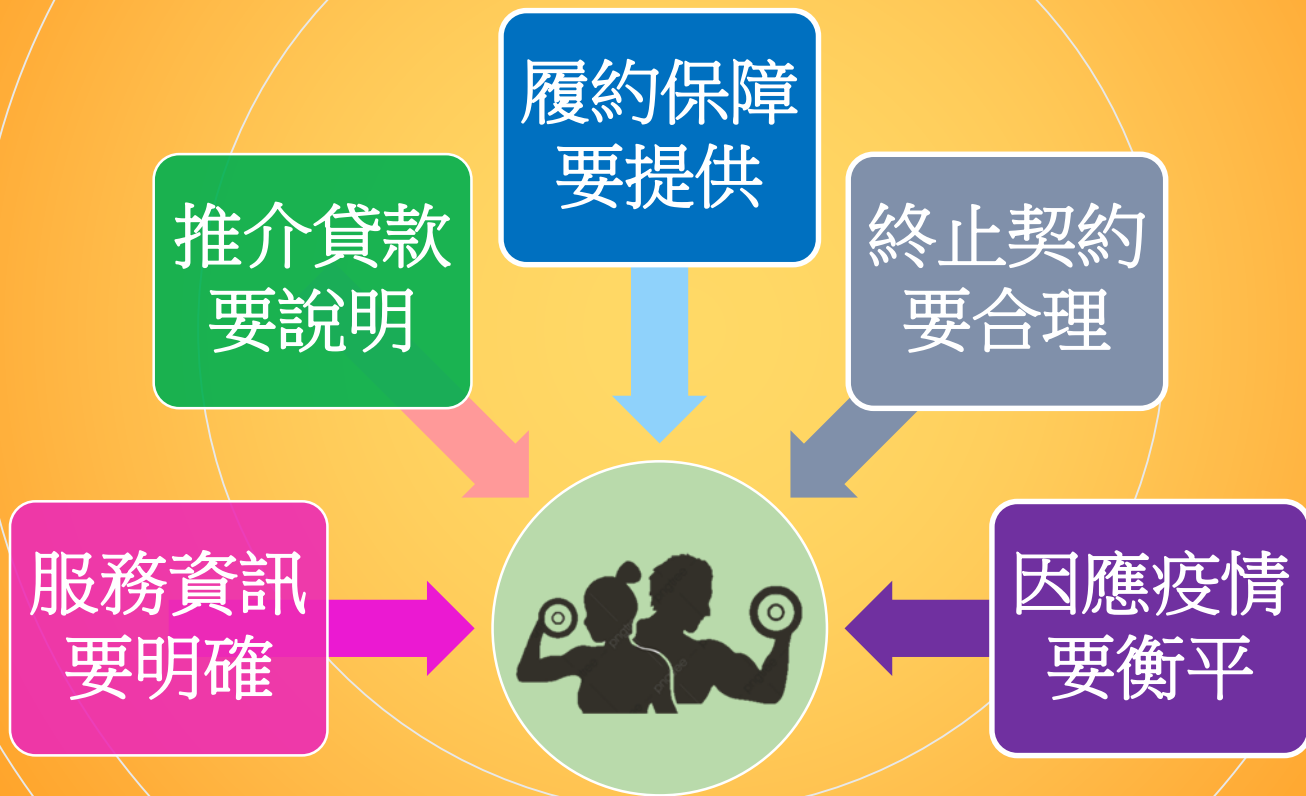 履約保障
要提供
推介貸款
要說明
終止契約
要合理
服務資訊
要明確
因應疫情
要衡平